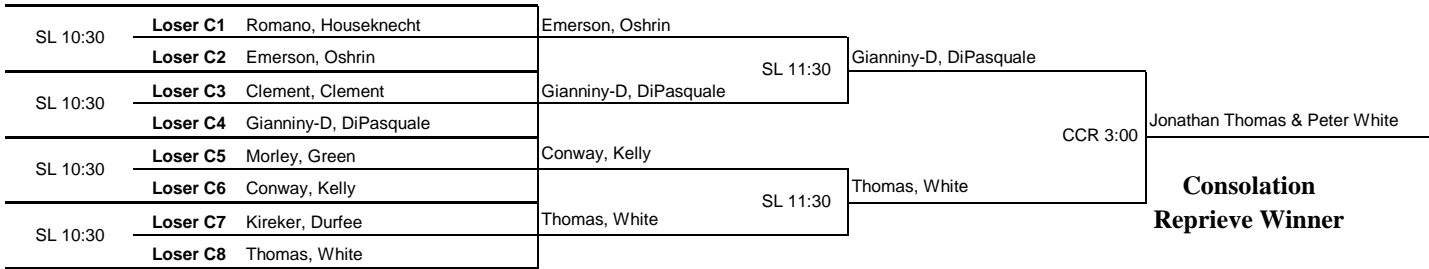 SL 10:30
Loser C1 Romano, Houseknecht
Loser C2 Emerson, Oshrin
Emerson, Oshrin
SL 10:30
Loser C3 Clement, Clement
Loser C4 Gianniny-D, DiPasquale
Gianniny-D, DiPasquale
SL 11:30
Gianniny-D, DiPasquale
SL 10:30
Loser C5 Morley, Green
Loser C6 Conway, Kelly
Conway, Kelly
SL 10:30
Loser C7 Kireker, Durfee
Loser C8 Thomas, White
Thomas, White
SL 11:30
Thomas, White
CCR 3:00
Jonathan Thomas & Peter White
Consolation
Reprieve Winner